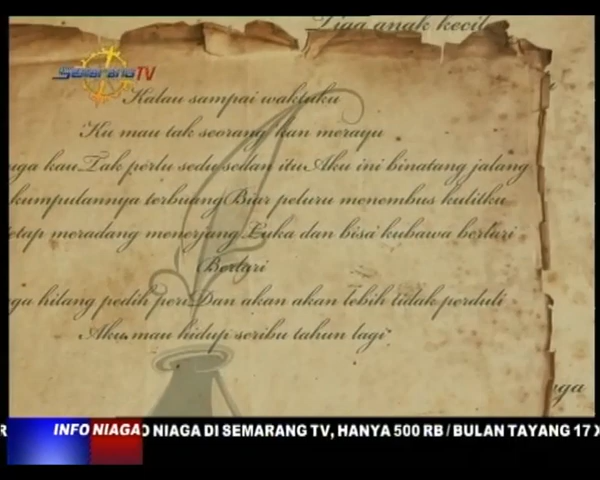 Tiga anak kecil
Semarang TV
Kalau sampai waktuku
Ku mau tak seorang kan merayu
uga kau Tak perlu sedu sedan itu Aku ini binatang jalang
kumpulannya terbuang Biar peluru menembus kulitku
etap meradang menerjang Luka dan bisa kubawa berlari
Berlari
ga hilang pedih peri Dan akan akan lebih tidak perduli
Aku mau hidup seribu tahun lagi
uga
R INFO NIAGA O NIAGA DI SEMARANG TV, HANYA 500 RB / BULAN TAYANG 17 X